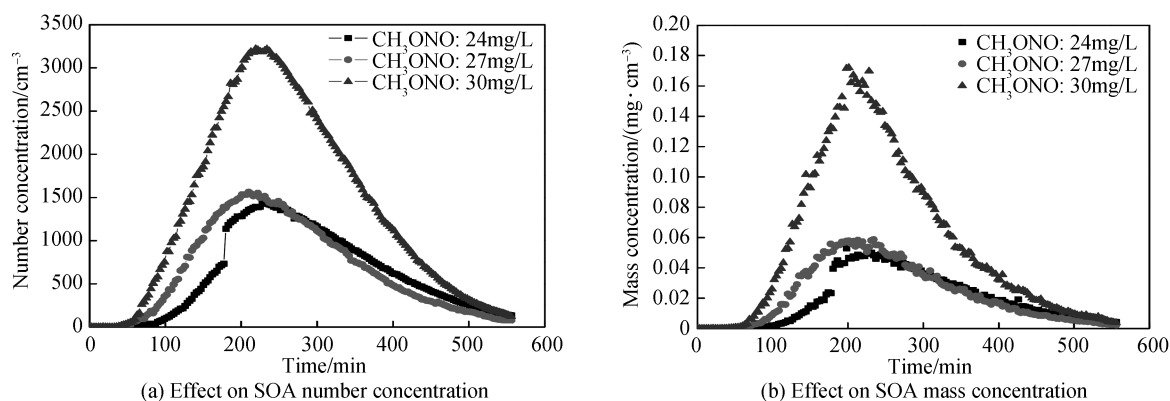 3500
3000
2500
2000
1500
1000
500
0
Number concentration/cm⁻³
CH₃ONO: 24mg/L
CH₃ONO: 27mg/L
CH₃ONO: 30mg/L
0 100 200 300 400 500 600
Time/min
(a) Effect on SOA number concentration
0.18
0.16
0.14
0.12
0.10
0.08
0.06
0.04
0.02
0
Mass concentration/(mg·cm⁻³)
CH₃ONO: 24mg/L
CH₃ONO: 27mg/L
CH₃ONO: 30mg/L
0 100 200 300 400 500 600
Time/min
(b) Effect on SOA mass concentration